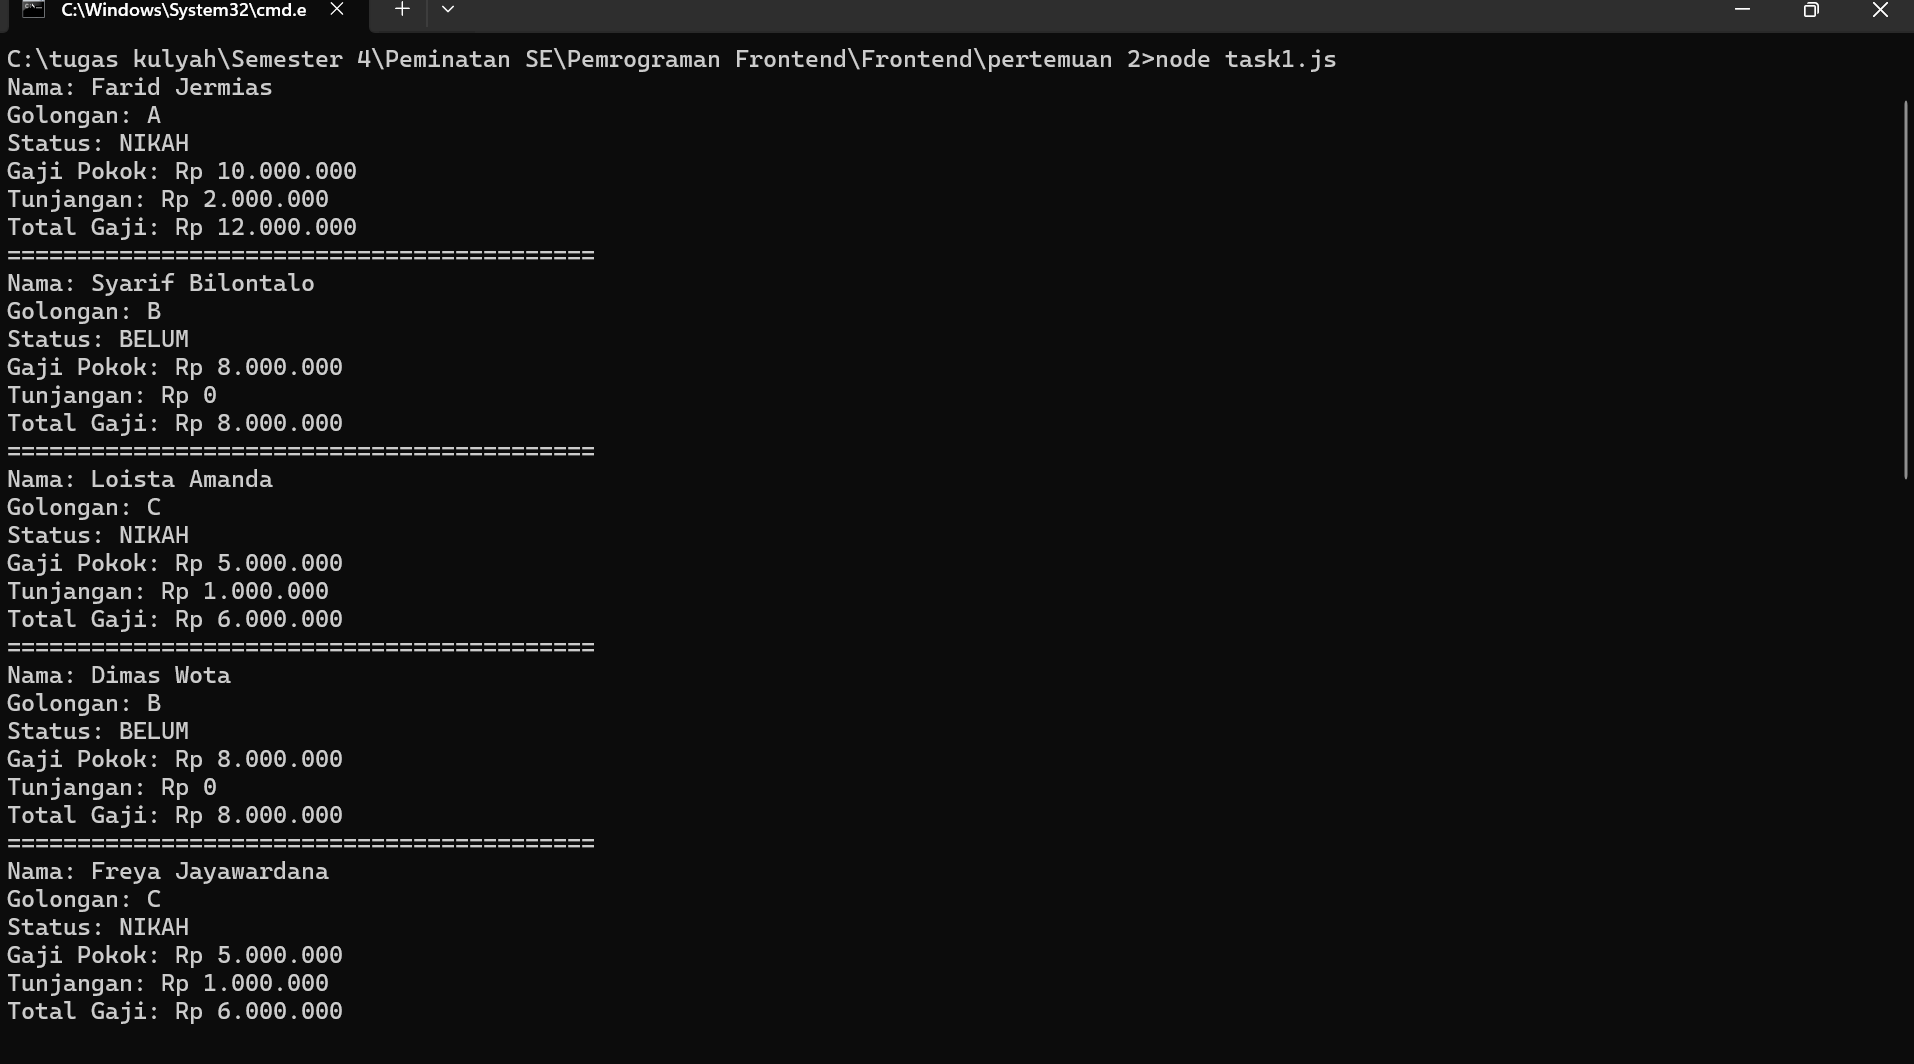 C:\Windows\System32\cmd.e
C:\tugas kulyah\Semester 4\Peminatan SE\Pemrograman Frontend\Frontend\pertemuan 2>node task1.js
Nama: Farid Jermias
Golongan: A
Status: NIKAH
Gaji Pokok: Rp 10.000.000
Tunjangan: Rp 2.000.000
Total Gaji: Rp 12.000.000
==========================================
Nama: Syarif Bilontalo
Golongan: B
Status: BELUM
Gaji Pokok: Rp 8.000.000
Tunjangan: Rp 0
Total Gaji: Rp 8.000.000
==========================================
Nama: Loista Amanda
Golongan: C
Status: NIKAH
Gaji Pokok: Rp 5.000.000
Tunjangan: Rp 1.000.000
Total Gaji: Rp 6.000.000
==========================================
Nama: Dimas Wota
Golongan: B
Status: BELUM
Gaji Pokok: Rp 8.000.000
Tunjangan: Rp 0
Total Gaji: Rp 8.000.000
==========================================
Nama: Freya Jayawardana
Golongan: C
Status: NIKAH
Gaji Pokok: Rp 5.000.000
Tunjangan: Rp 1.000.000
Total Gaji: Rp 6.000.000